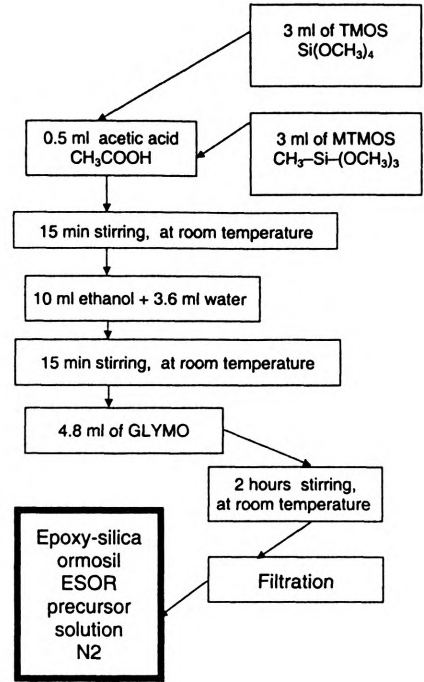 3 ml of TMOS
Si(OCH₃)₄
0.5 ml acetic acid
CH₃COOH
3 ml of MTMOS
CH₃–Si–(OCH₃)₃
15 min stirring, at room temperature
10 ml ethanol + 3.6 ml water
15 min stirring, at room temperature
4.8 ml of GLYMO
2 hours stirring,
at room temperature
Filtration
Epoxy-silica
ormosil
ESOR
precursor
solution
N2